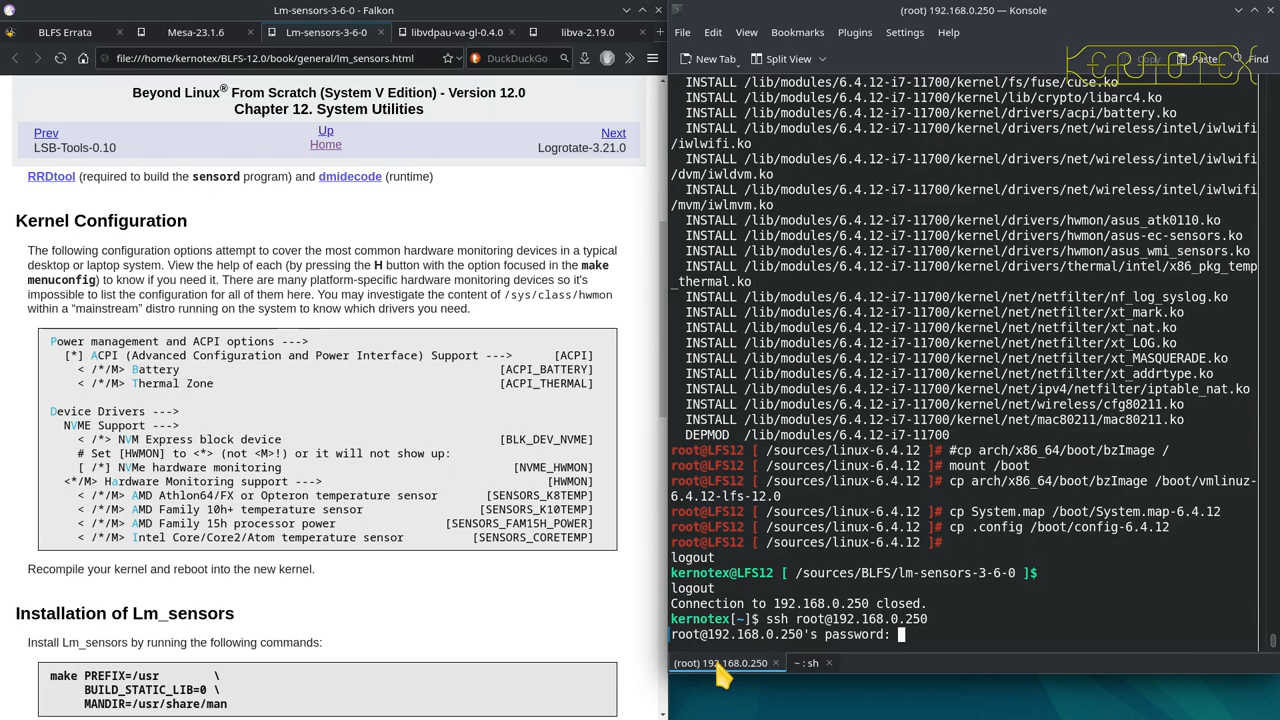 Lm-sensors-3-6-0 - Falkon
BLFS Errata
Mesa-23.1.6
Lm-sensors-3-6-0
libvdpau-va-gl-0.4.0
libva-2.19.0
file:///home/kernotex/BLFS-12.0/book/general/lm_sensors.html
DuckDuckGo
Beyond Linux® From Scratch (System V Edition) - Version 12.0
Chapter 12. System Utilities
Prev Up Next
LSB-Tools-0.10 Home Logrotate-3.21.0
RRDtool (required to build the sensord program) and dmidecode (runtime)
Kernel Configuration
The following configuration options attempt to cover the most common hardware monitoring devices in a typical
desktop or laptop system. View the help of each (by pressing the H button with the option focused in the make
menuconfig) to know if you need it. There are many platform-specific hardware monitoring devices so it's
impossible to list the configuration for all of them here. You may investigate the content of /sys/class/hwmon
within a “mainstream” distro running on the system to know which drivers you need.
Power management and ACPI options --->
[*] ACPI (Advanced Configuration and Power Interface) Support ---> [ACPI]
< /*/M> Battery [ACPI_BATTERY]
< /*/M> Thermal Zone [ACPI_THERMAL]
Device Drivers --->
NVME Support --->
< /*> NVM Express block device [BLK_DEV_NVME]
# Set [HWMON] to <*> (not <M>!) or it will not show up:
[ /*] NVMe hardware monitoring [NVME_HWMON]
<*/M> Hardware Monitoring support ---> [HWMON]
< /*/M> AMD Athlon64/FX or Opteron temperature sensor [SENSORS_K8TEMP]
< /*/M> AMD Family 10h+ temperature sensor [SENSORS_K10TEMP]
< /*/M> AMD Family 15h processor power [SENSORS_FAM15H_POWER]
< /*/M> Intel Core/Core2/Atom temperature sensor [SENSORS_CORETEMP]
Recompile your kernel and reboot into the new kernel.
Installation of Lm_sensors
Install Lm_sensors by running the following commands:
make PREFIX=/usr \
BUILD_STATIC_LIB=0 \
MANDIR=/usr/share/man
(root) 192.168.0.250 — Konsole
File Edit View Bookmarks Plugins Settings Help
New Tab Split View Copy Paste Find
KERNOTEX
INSTALL /lib/modules/6.4.12-i7-11700/kernel/fs/fuse/cuse.ko
INSTALL /lib/modules/6.4.12-i7-11700/kernel/lib/crypto/libarc4.ko
INSTALL /lib/modules/6.4.12-i7-11700/kernel/drivers/acpi/battery.ko
INSTALL /lib/modules/6.4.12-i7-11700/kernel/drivers/net/wireless/intel/iwlwifi
/iwlwifi.ko
INSTALL /lib/modules/6.4.12-i7-11700/kernel/drivers/net/wireless/intel/iwlwifi
/dvm/iwldvm.ko
INSTALL /lib/modules/6.4.12-i7-11700/kernel/drivers/net/wireless/intel/iwlwifi
/mvm/iwlmvm.ko
INSTALL /lib/modules/6.4.12-i7-11700/kernel/drivers/hwmon/asus_atk0110.ko
INSTALL /lib/modules/6.4.12-i7-11700/kernel/drivers/hwmon/asus-ec-sensors.ko
INSTALL /lib/modules/6.4.12-i7-11700/kernel/drivers/hwmon/asus_wmi_sensors.ko
INSTALL /lib/modules/6.4.12-i7-11700/kernel/drivers/thermal/intel/x86_pkg_temp
_thermal.ko
INSTALL /lib/modules/6.4.12-i7-11700/kernel/net/netfilter/nf_log_syslog.ko
INSTALL /lib/modules/6.4.12-i7-11700/kernel/net/netfilter/xt_mark.ko
INSTALL /lib/modules/6.4.12-i7-11700/kernel/net/netfilter/xt_nat.ko
INSTALL /lib/modules/6.4.12-i7-11700/kernel/net/netfilter/xt_LOG.ko
INSTALL /lib/modules/6.4.12-i7-11700/kernel/net/netfilter/xt_MASQUERADE.ko
INSTALL /lib/modules/6.4.12-i7-11700/kernel/net/netfilter/xt_addrtype.ko
INSTALL /lib/modules/6.4.12-i7-11700/kernel/net/ipv4/netfilter/iptable_nat.ko
INSTALL /lib/modules/6.4.12-i7-11700/kernel/net/wireless/cfg80211.ko
INSTALL /lib/modules/6.4.12-i7-11700/kernel/net/mac80211/mac80211.ko
DEPMOD /lib/modules/6.4.12-i7-11700
root@LFS12 [ /sources/linux-6.4.12 ]# #cp arch/x86_64/boot/bzImage /
root@LFS12 [ /sources/linux-6.4.12 ]# mount /boot
root@LFS12 [ /sources/linux-6.4.12 ]# cp arch/x86_64/boot/bzImage /boot/vmlinuz-
6.4.12-lfs-12.0
root@LFS12 [ /sources/linux-6.4.12 ]# cp System.map /boot/System.map-6.4.12
root@LFS12 [ /sources/linux-6.4.12 ]# cp .config /boot/config-6.4.12
root@LFS12 [ /sources/linux-6.4.12 ]#
logout
kernotex@LFS12 [ /sources/BLFS/lm-sensors-3-6-0 ]$
logout
Connection to 192.168.0.250 closed.
kernotex[~]$ ssh root@192.168.0.250
root@192.168.0.250's password:
(root) 192.168.0.250
~ : sh